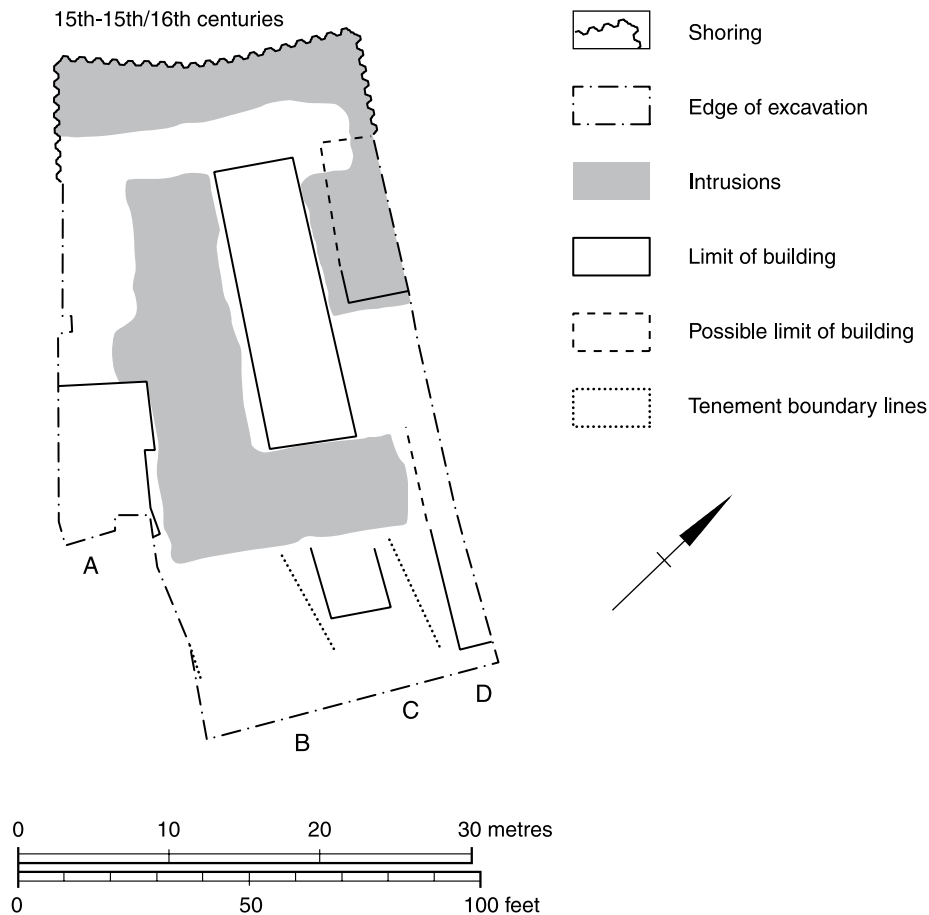 15th-15th/16th centuries
Shoring
Edge of excavation
Intrusions
Limit of building
Possible limit of building
Tenement boundary lines
A
B
C
D
0 10 20 30 metres
0 50 100 feet